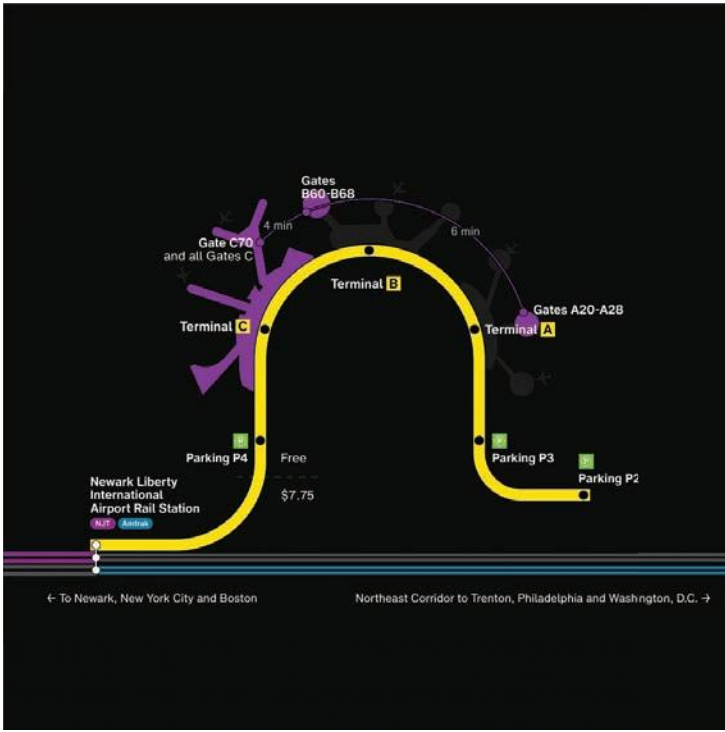 Gates
B60-B68
4 min
Gate C70
and all Gates C
6 min
Terminal B
Gates A20-A28
Terminal C
Terminal A
P
Parking P4
Free
P
Parking P3
P
Parking P2
$7.75
Newark Liberty
International
Airport Rail Station
NJT Amtrak
← To Newark, New York City and Boston
Northeast Corridor to Trenton, Philadelphia and Washngton, D.C. →